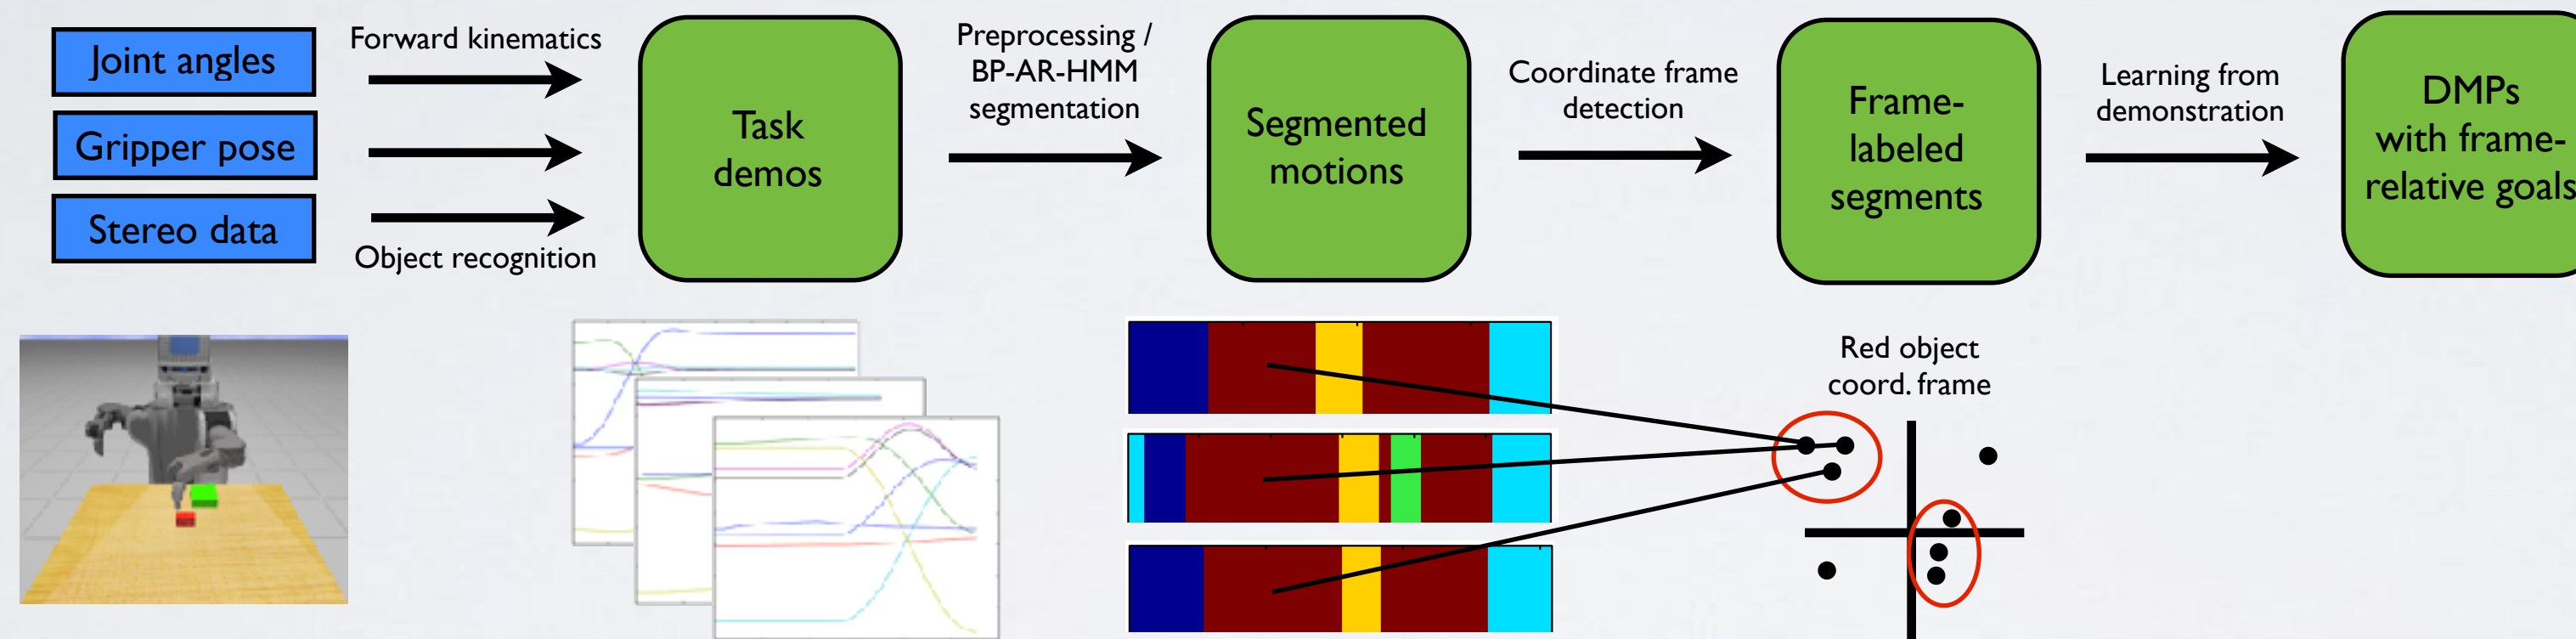 Joint angles
Gripper pose
Stereo data
Forward kinematics
Object recognition
Task
demos
Preprocessing /
BP-AR-HMM
segmentation
Segmented
motions
Coordinate frame
detection
Frame-
labeled
segments
Learning from
demonstration
DMPs
with frame-
relative goals
Red object
coord. frame